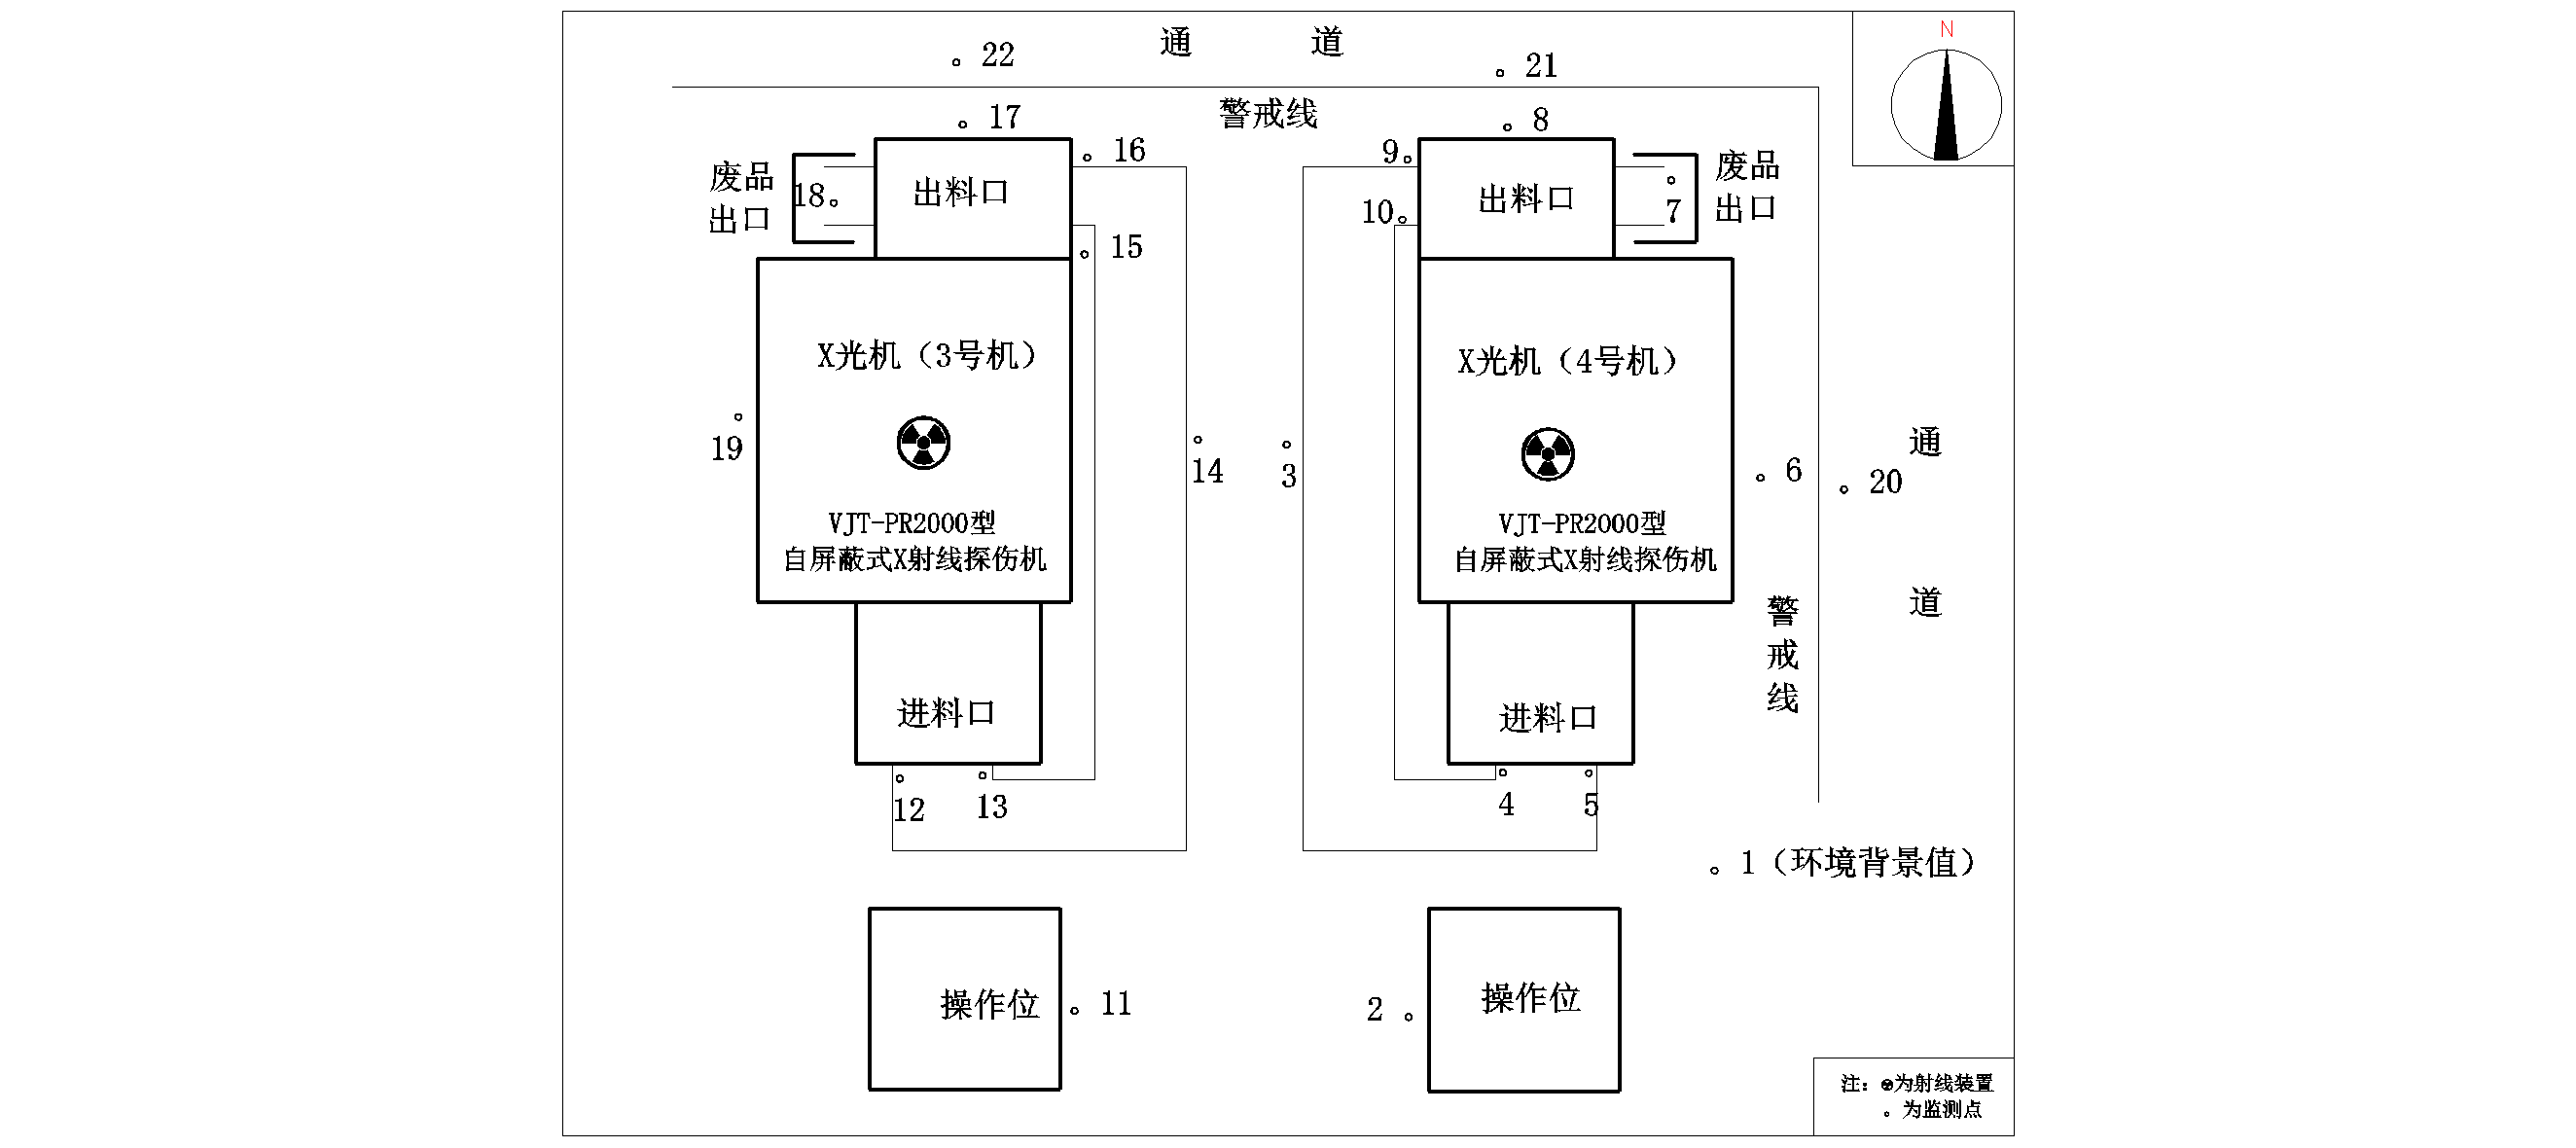 通 道
N
。22
。21
警戒线
。17
。8
。16
9。
废品
出口
18。
出料口
10。
出料口
。
7
废品
出口
。15
X光机（3号机）
X光机（4号机）
。
19
。
14
。
3
。6
。20
通
道
VJT-PR2000型
自屏蔽式X射线探伤机
VJT-PR2000型
自屏蔽式X射线探伤机
警
戒
线
进料口
进料口
。
12
。
13
。
4
。
5
。1（环境背景值）
操作位
。11
2 。
操作位
注：☢为射线装置
。为监测点